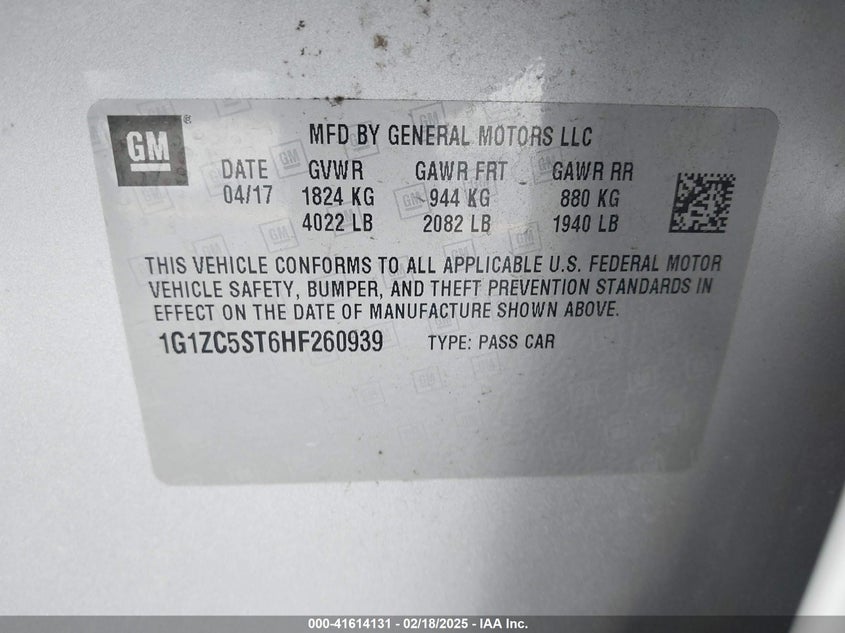 GM®
MFD BY GENERAL MOTORS LLC
DATE GVWR GAWR FRT GAWR RR
04/17 1824 KG 944 KG 880 KG
4022 LB 2082 LB 1940 LB
THIS VEHICLE CONFORMS TO ALL APPLICABLE U.S. FEDERAL MOTOR
VEHICLE SAFETY, BUMPER, AND THEFT PREVENTION STANDARDS IN
EFFECT ON THE DATE OF MANUFACTURE SHOWN ABOVE.
1G1ZC5ST6HF260939 TYPE: PASS CAR
000-41614131 - 02/18/2025 - IAA Inc.